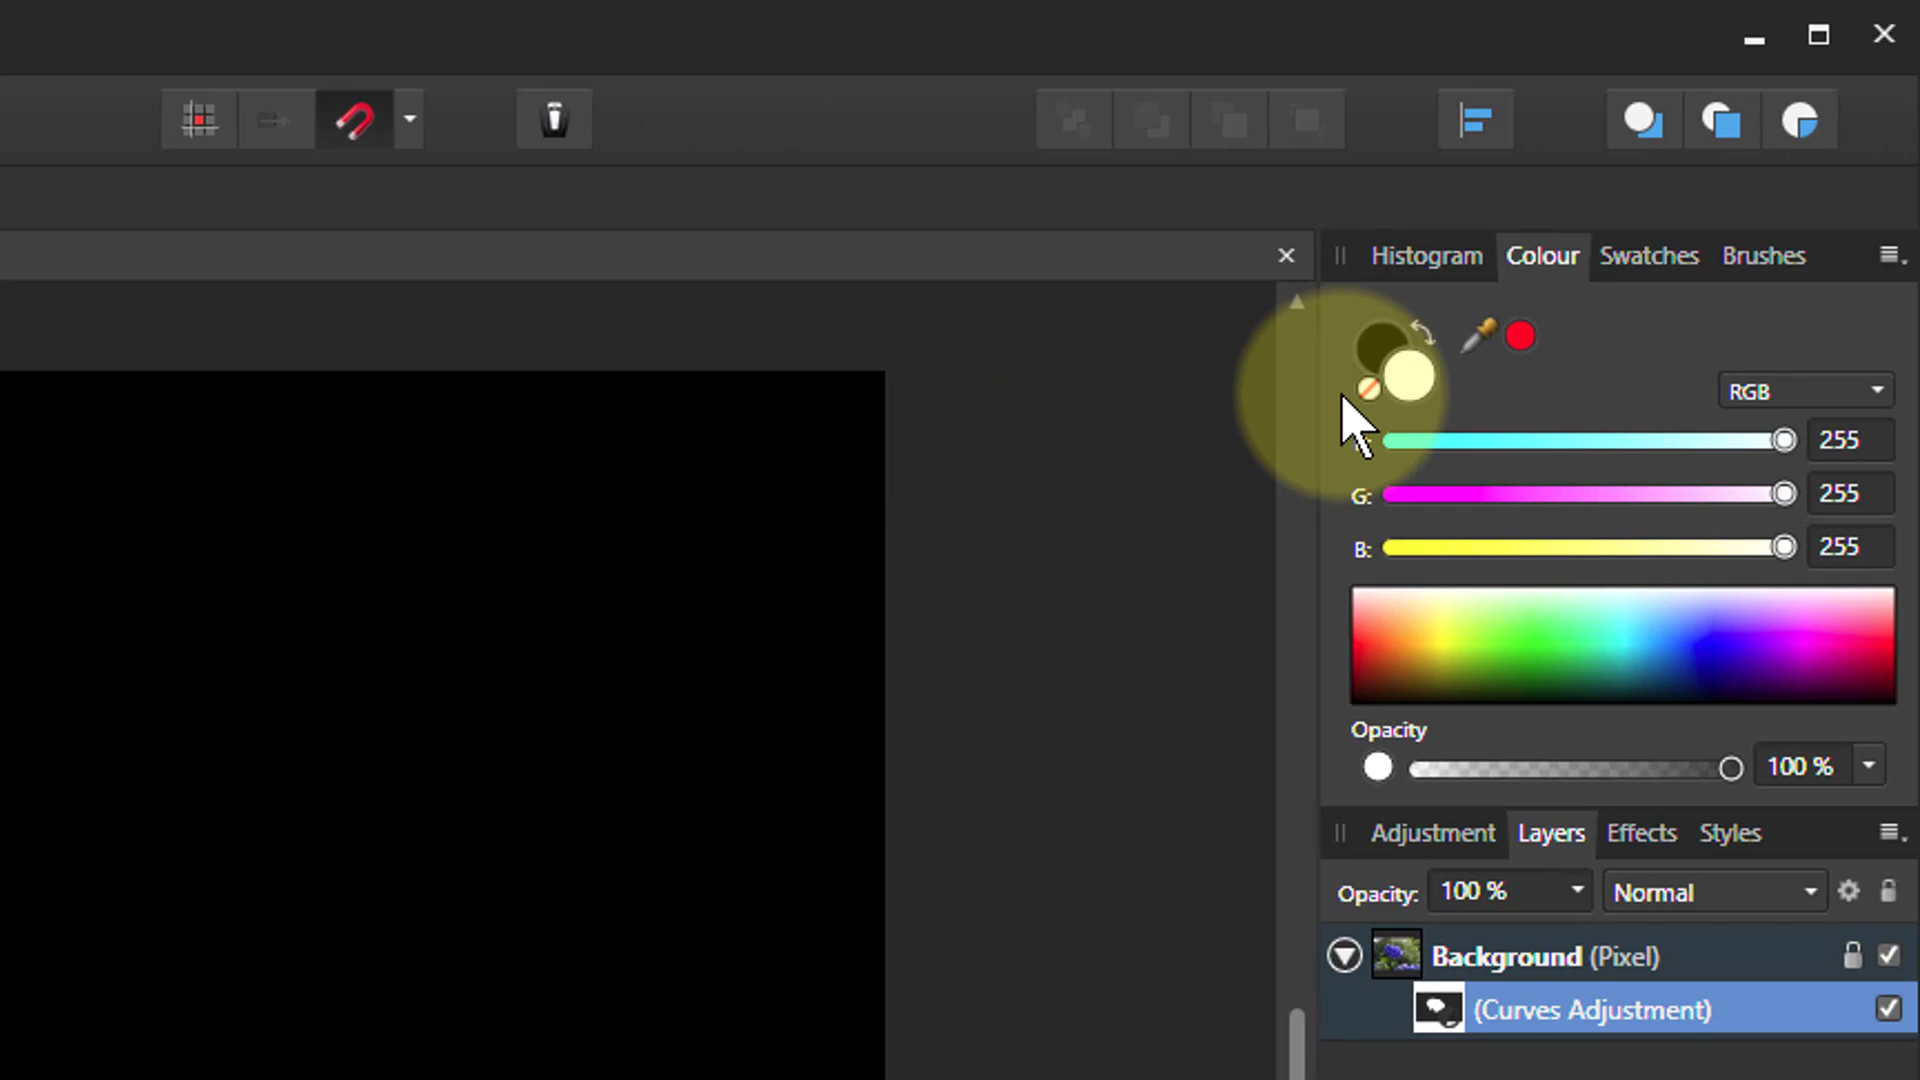 Histogram Colour Swatches Brushes
RGB
255
G: 255
B: 255
Opacity
100 %
Adjustment Layers Effects Styles
Opacity: 100 % Normal
Background (Pixel)
(Curves Adjustment)